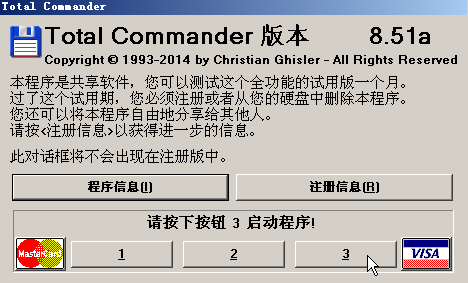 Total Commander
Total Commander 版本 8.51a
Copyright © 1993-2014 by Christian Ghisler - All Rights Reserved
本程序是共享软件，您可以测试这个全功能的试用版一个月。
过了这个试用期，您必须注册或者从您的硬盘中删除本程序。
您还可以将本程序自由地分享给其他人。
请按<注册信息>以获得进一步的信息。
此对话框将不会出现在注册版中。
程序信息(I) 注册信息(R)
请按下按钮 3 启动程序!
MasterCard 1 2 3 VISA